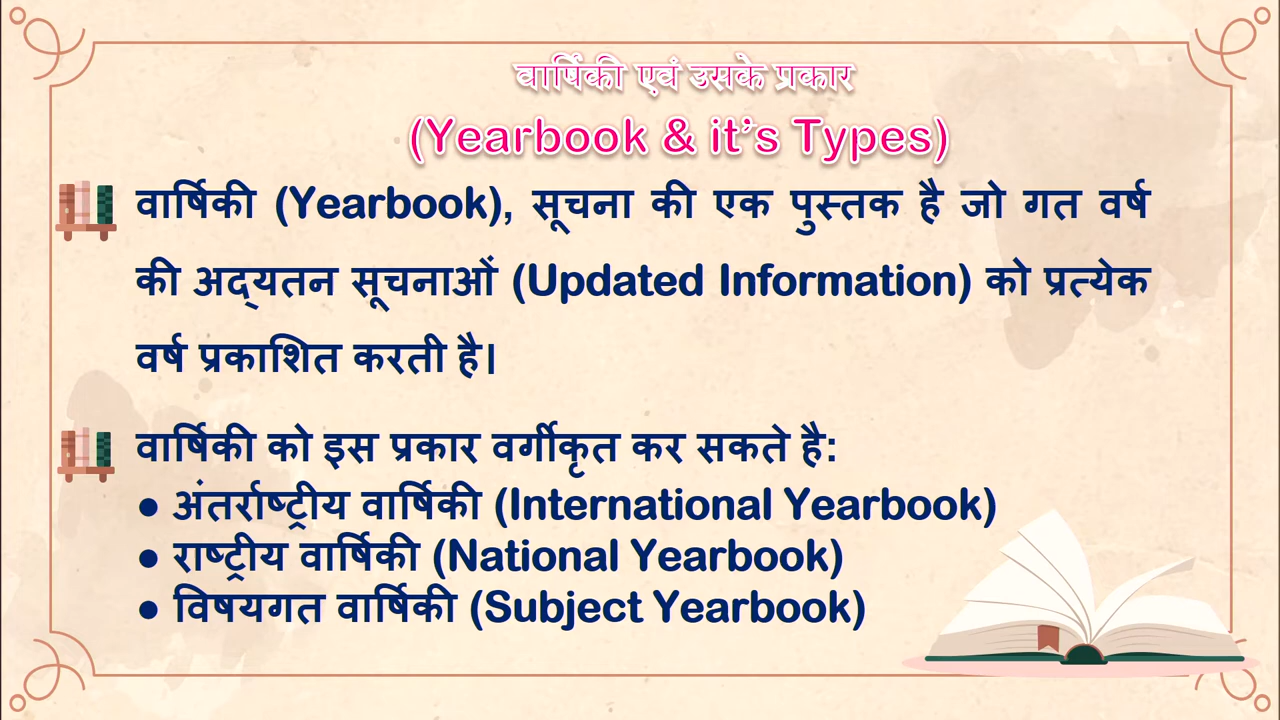 वार्षिकी एवं उसके प्रकार
(Yearbook & it’s Types)
वार्षिकी (Yearbook), सूचना की एक पुस्तक है जो गत वर्ष
की अद्यतन सूचनाओं (Updated Information) को प्रत्येक
वर्ष प्रकाशित करती है।
वार्षिकी को इस प्रकार वर्गीकृत कर सकते है:
● अंतर्राष्ट्रीय वार्षिकी (International Yearbook)
● राष्ट्रीय वार्षिकी (National Yearbook)
● विषयगत वार्षिकी (Subject Yearbook)